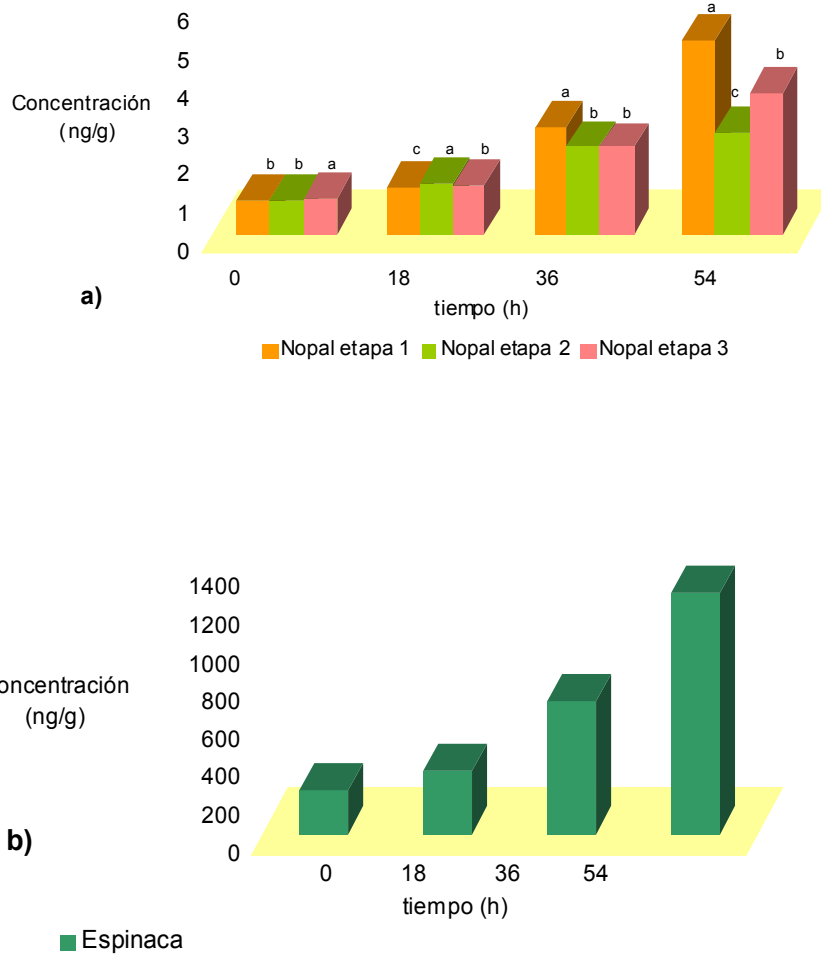 6
5
4
3
2
1
0
Concentración
(ng/g)
b b a
c a b
a b b
a c b
0 18 36 54
tiempo (h)
a)
Nopal etapa 1 Nopal etapa 2 Nopal etapa 3
1400
1200
1000
800
600
400
200
0
oncentración
(ng/g)
b)
0 18 36 54
tiempo (h)
Espinaca